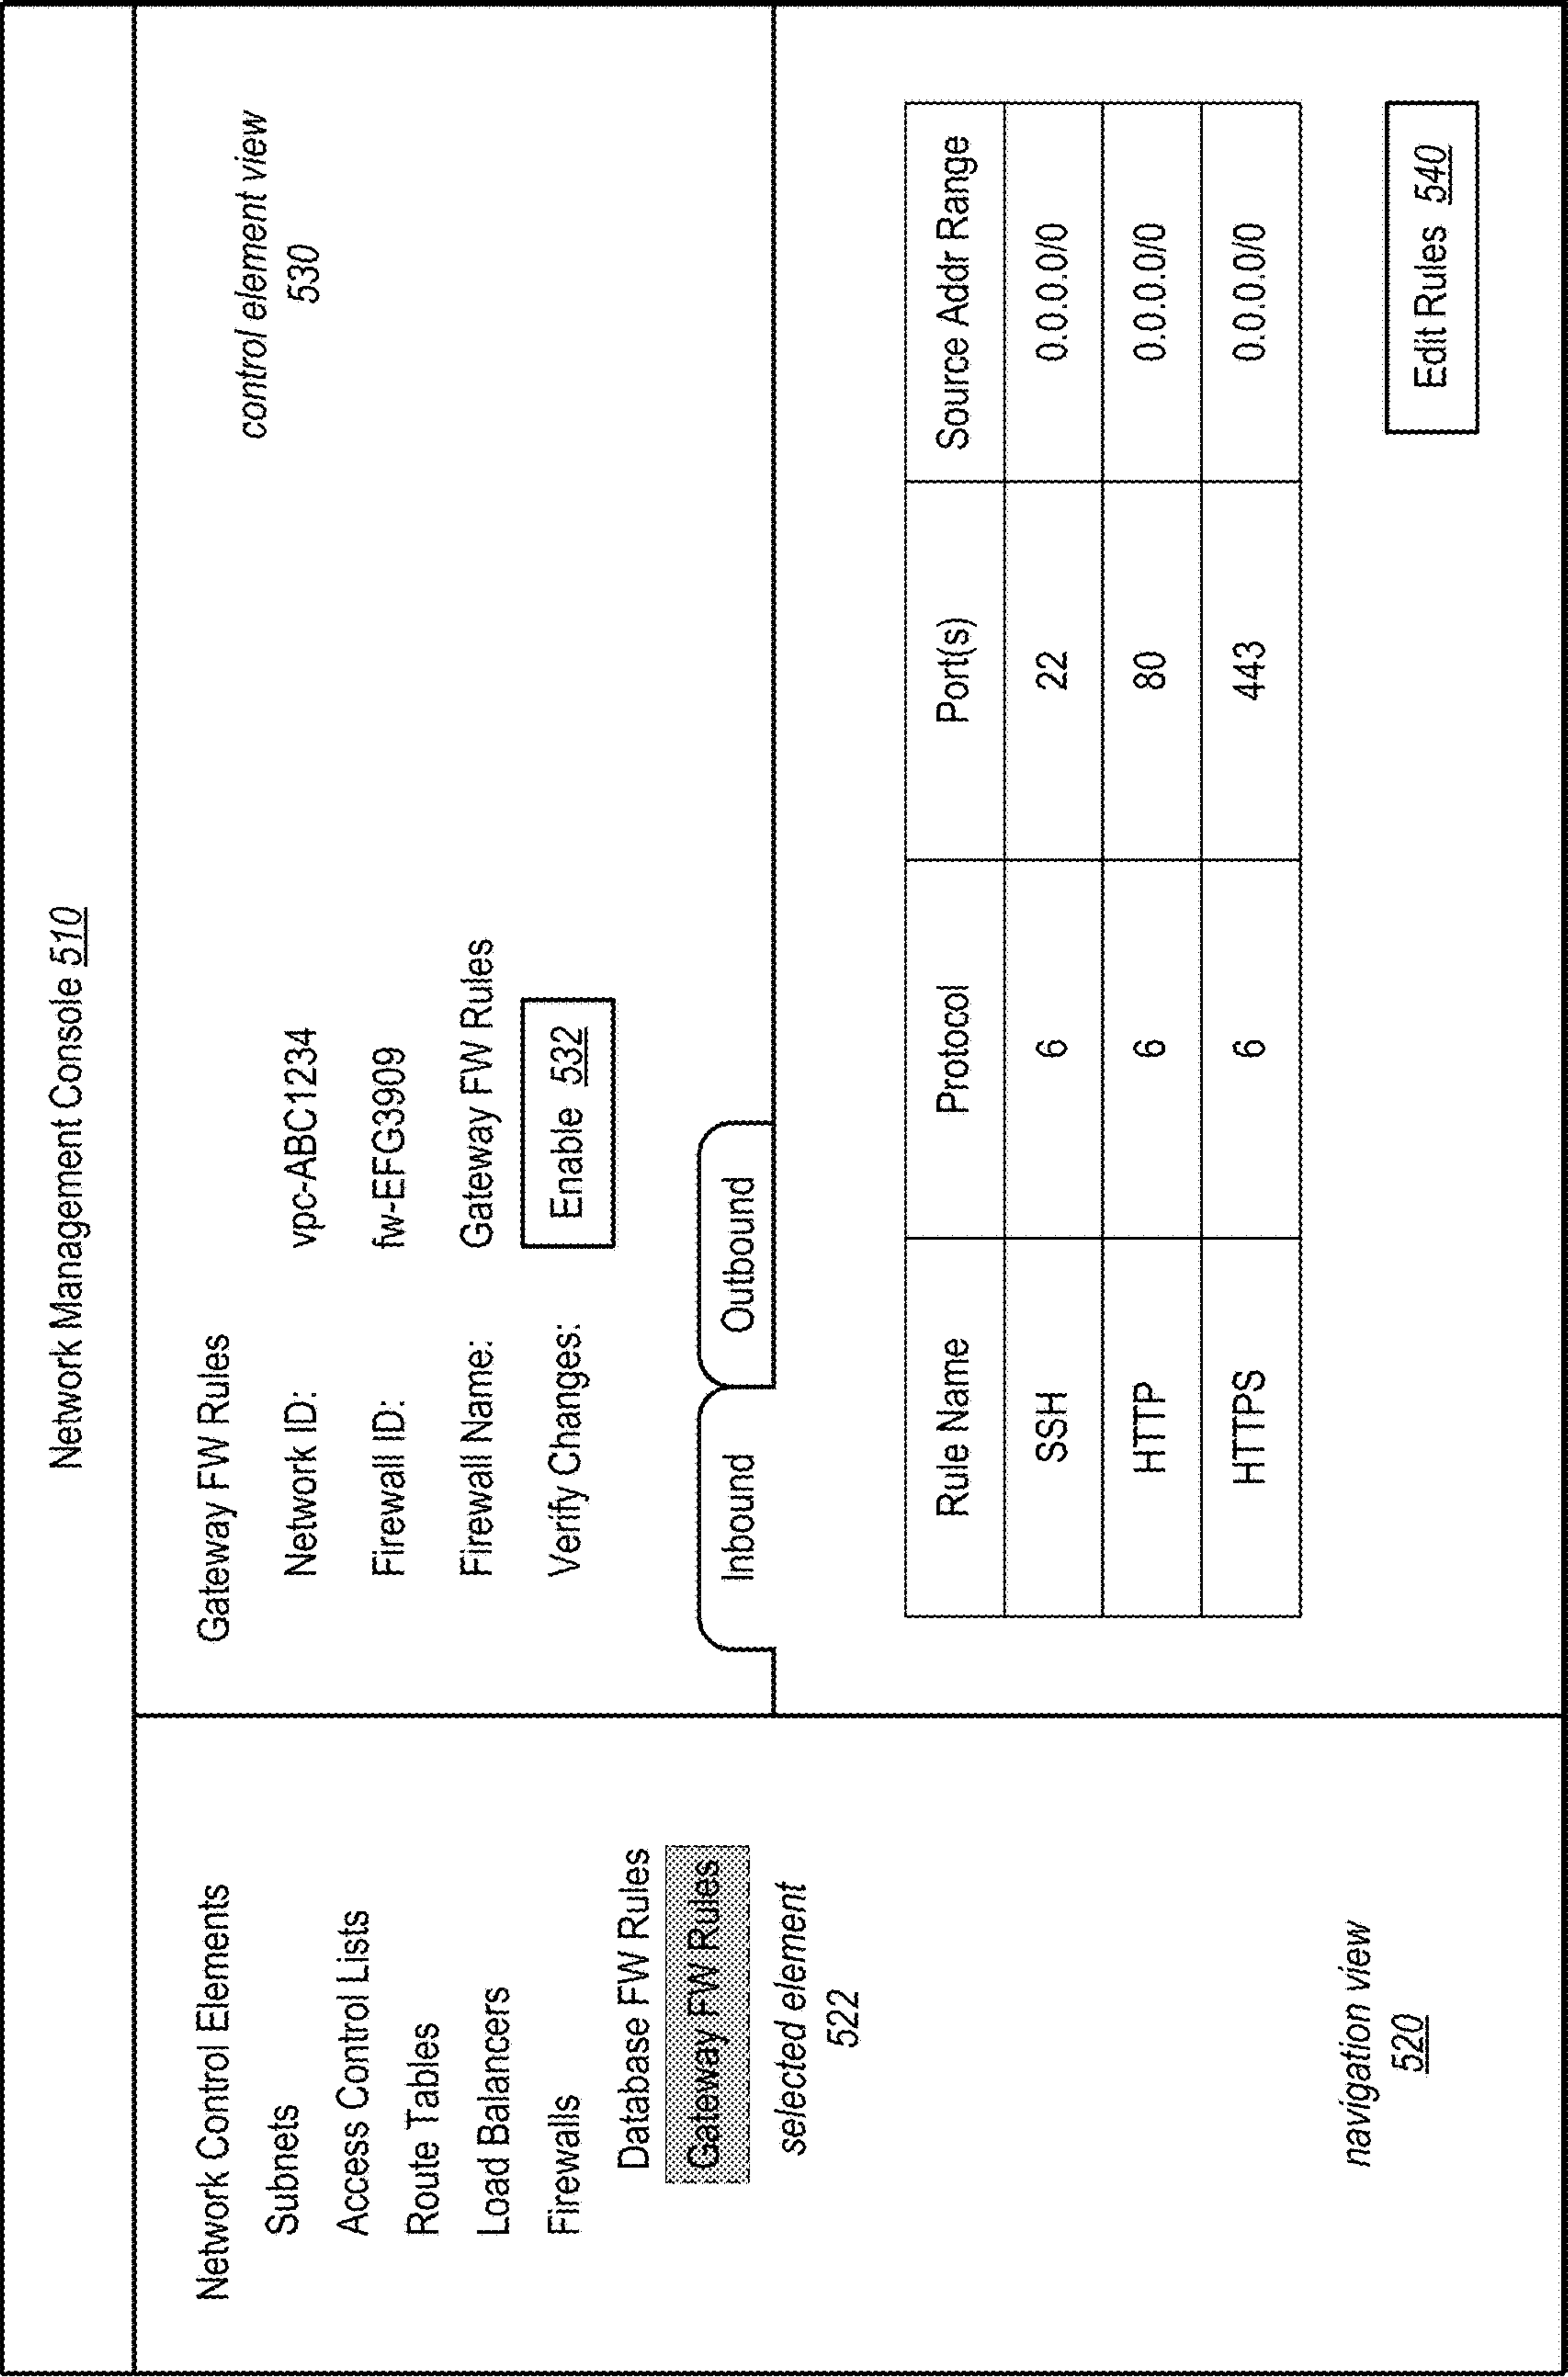 Network Management Console 510
Network Control Elements
Subnets
Access Control Lists
Route Tables
Load Balancers
Firewalls
Database FW Rules
Gateway FW Rules
selected element
522
navigation view
520
Gateway FW Rules
Network ID: vpc-ABC1234
Firewall ID: fw-EFG3909
Firewall Name: Gateway FW Rules
Verify Changes: Enable 532
control element view
530
Inbound Outbound
Rule Name Protocol Port(s) Source Addr Range
SSH 6 22 0.0.0.0/0
HTTP 6 80 0.0.0.0/0
HTTPS 6 443 0.0.0.0/0
Edit Rules 540